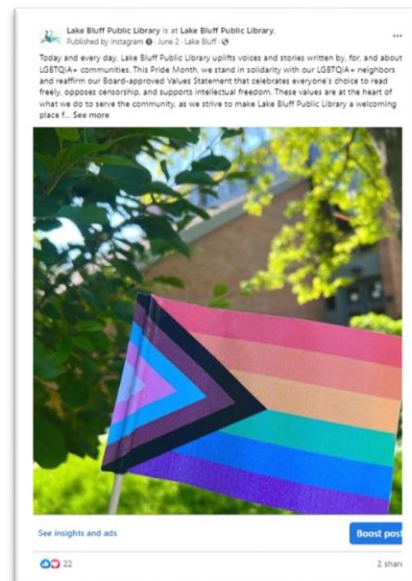 Lake Bluff Public Library is at Lake Bluff Public Library.
Published by Instagram · June 2 · Lake Bluff ·
Today and every day, Lake Bluff Public Library uplifts voices and stories written by, for, and about
LGBTQIA+ communities. This Pride Month, we stand in solidarity with our LGBTQIA+ neighbors
and reaffirm our Board-approved Values Statement that celebrates everyone's choice to read
freely, opposes censorship, and supports intellectual freedom. These values are at the heart of
what we do to serve the community, as we strive to make Lake Bluff Public Library a welcoming
place f... See more
See insights and ads
Boost post
22
2 share